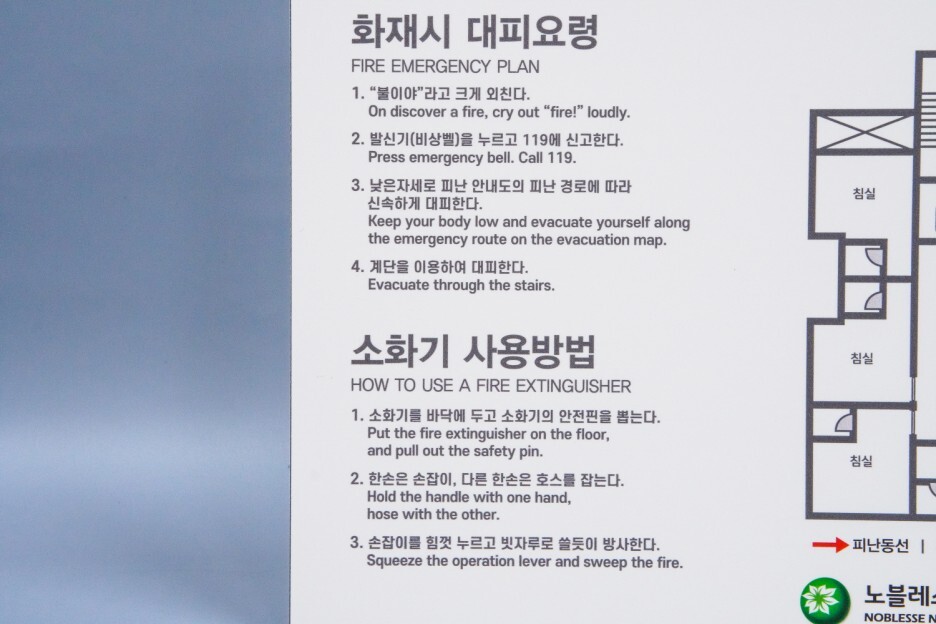 화재시 대피요령
FIRE EMERGENCY PLAN
1. “불이야”라고 크게 외친다.
On discover a fire, cry out “fire!” loudly.
2. 발신기(비상벨)을 누르고 119에 신고한다.
Press emergency bell. Call 119.
3. 낮은자세로 피난 안내도의 피난 경로에 따라
신속하게 대피한다.
Keep your body low and evacuate yourself along
the emergency route on the evacuation map.
4. 계단을 이용하여 대피한다.
Evacuate through the stairs.
소화기 사용방법
HOW TO USE A FIRE EXTINGUISHER
1. 소화기를 바닥에 두고 소화기의 안전핀을 뽑는다.
Put the fire extinguisher on the floor,
and pull out the safety pin.
2. 한손은 손잡이, 다른 한손은 호스를 잡는다.
Hold the handle with one hand,
hose with the other.
3. 손잡이를 힘껏 누르고 빗자루로 쓸듯이 방사한다.
Squeeze the operation lever and sweep the fire.
침실
침실
침실
피난동선 |
노블레스
NOBLESSE N